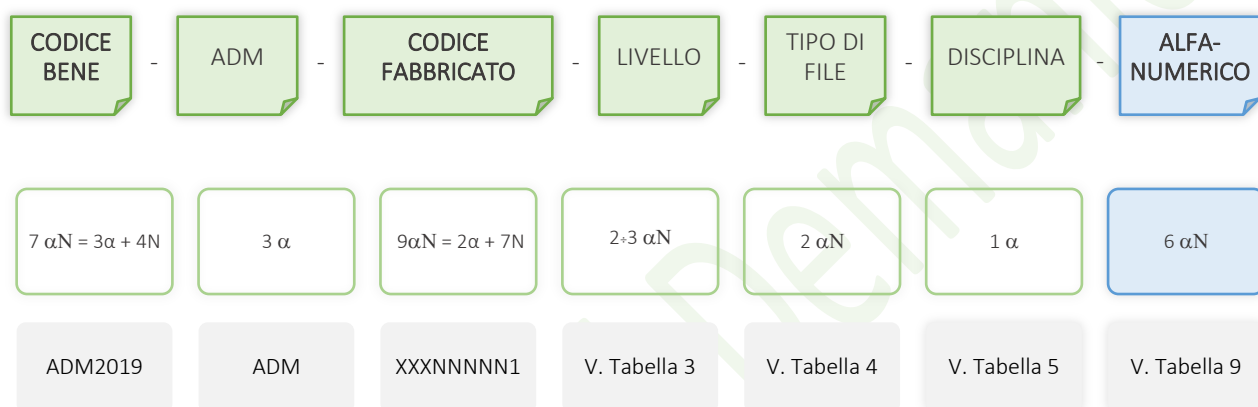 CODICE
BENE
-
ADM
-
CODICE
FABBRICATO
-
LIVELLO
-
TIPO DI
FILE
-
DISCIPLINA
-
ALFA-
NUMERICO
7 αN = 3α + 4N
3 α
9αN = 2α + 7N
2÷3 αN
2 αN
1 α
6 αN
ADM2019
ADM
XXXNNNNN1
V. Tabella 3
V. Tabella 4
V. Tabella 5
V. Tabella 9